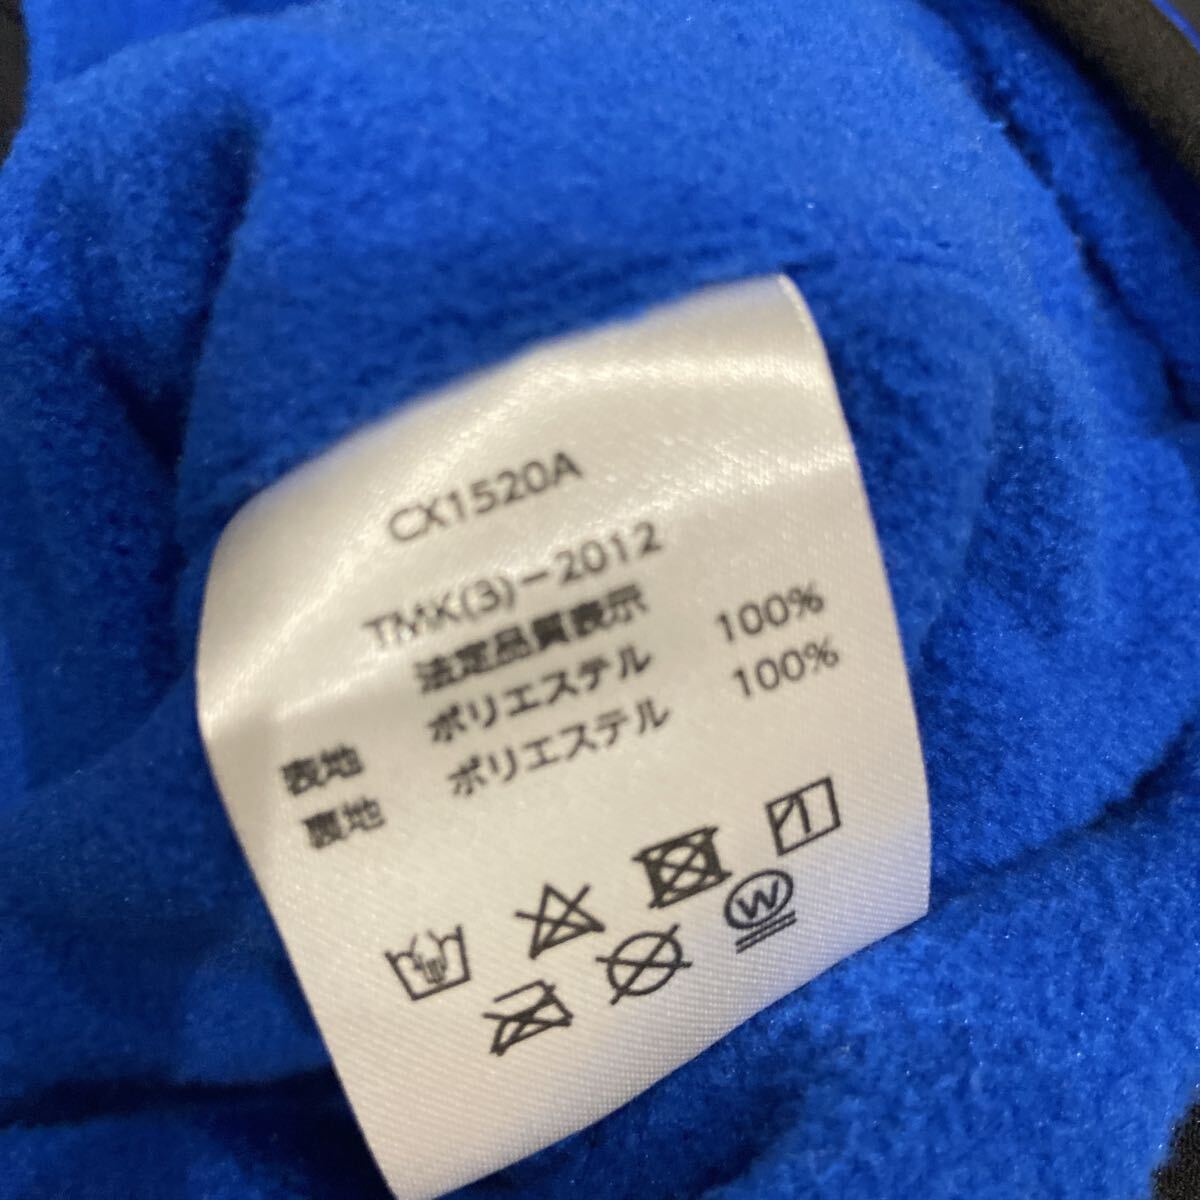 CX1520A
TMK(3)-2012
法定品質表示
表地 ポリエステル 100%
裏地 ポリエステル 100%
W